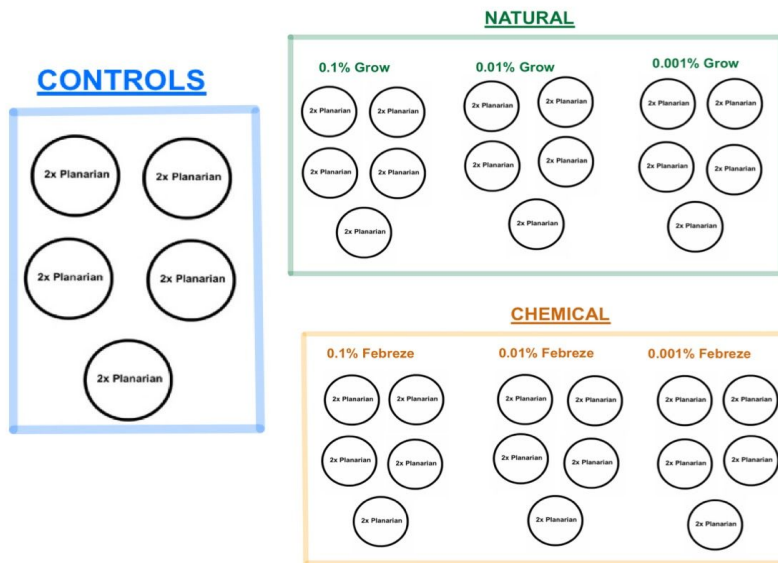 CONTROLS
2x Planarian
2x Planarian
2x Planarian
2x Planarian
2x Planarian
NATURAL
0.1% Grow
2x Planarian
2x Planarian
2x Planarian
2x Planarian
2x Planarian
0.01% Grow
2x Planarian
2x Planarian
2x Planarian
2x Planarian
2x Planarian
0.001% Grow
2x Planarian
2x Planarian
2x Planarian
2x Planarian
2x Planarian
CHEMICAL
0.1% Febreze
2x Planarian
2x Planarian
2x Planarian
2x Planarian
2x Planarian
0.01% Febreze
2x Planarian
2x Planarian
2x Planarian
2x Planarian
2x Planarian
0.001% Febreze
2x Planarian
2x Planarian
2x Planarian
2x Planarian
2x Planarian